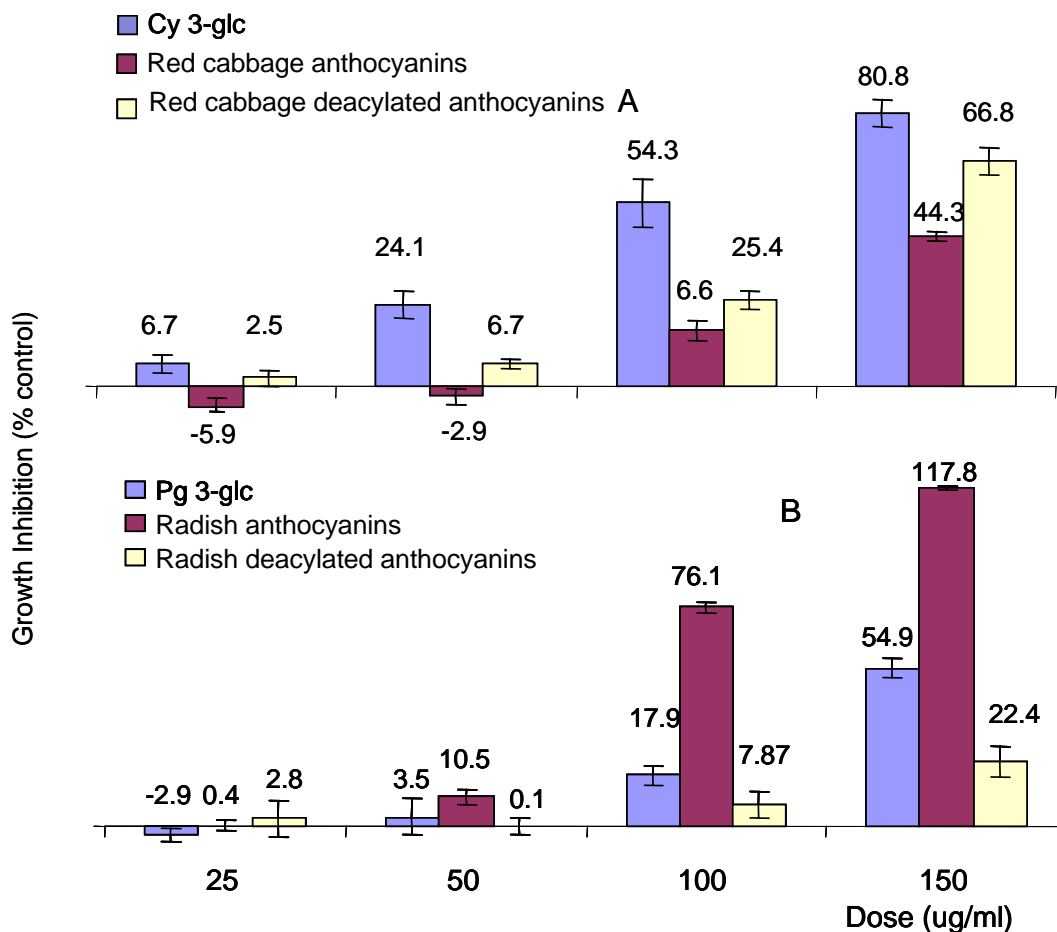 Cy 3-glc
Red cabbage anthocyanins
Red cabbage deacylated anthocyanins
A
6.7
-5.9
2.5
24.1
-2.9
6.7
54.3
6.6
25.4
80.8
44.3
66.8
Growth Inhibition (% control)
Pg 3-glc
Radish anthocyanins
Radish deacylated anthocyanins
B
-2.9
0.4
2.8
3.5
10.5
0.1
17.9
76.1
7.87
54.9
117.8
22.4
25
50
100
150
Dose (ug/ml)